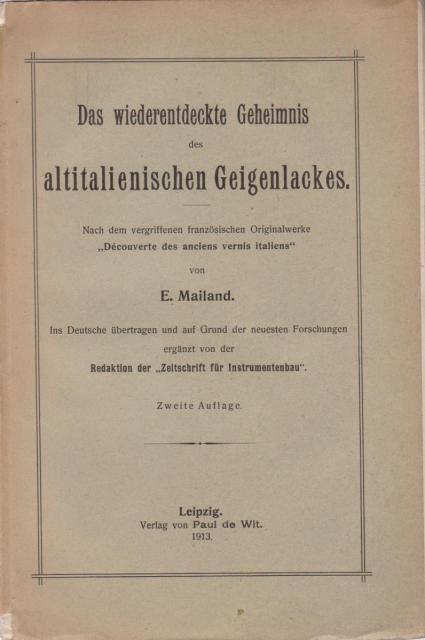 Das wiederentdeckte Geheimnis
des
altitalienischen Geigenlackes.
Nach dem vergriffenen französischen Originalwerke
„Découverte des anciens vernis italiens“
von
E. Mailand.
Ins Deutsche übertragen und auf Grund der neuesten Forschungen
ergänzt von der
Redaktion der „Zeitschrift für Instrumentenbau“.
Zweite Auflage.
Leipzig.
Verlag von Paul de Wit.
1913.